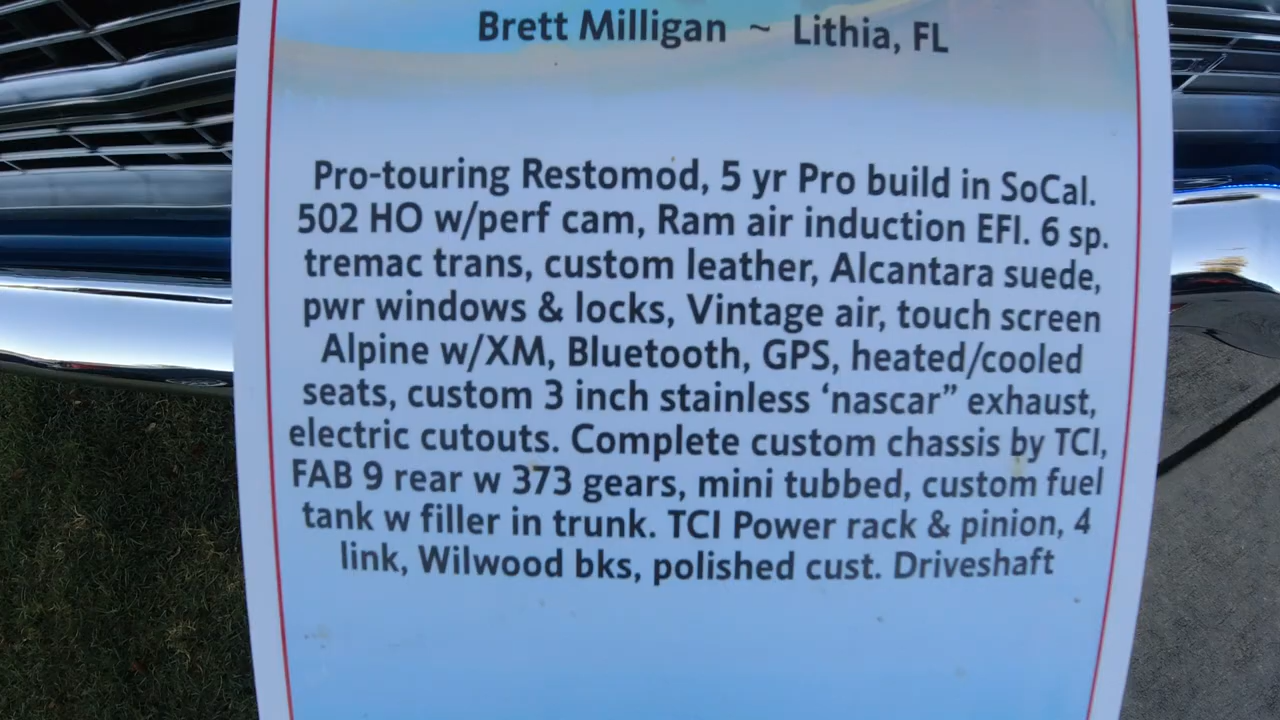 Brett Milligan ~ Lithia, FL
Pro-touring Restomod, 5 yr Pro build in SoCal.
502 HO w/perf cam, Ram air induction EFI. 6 sp.
tremac trans, custom leather, Alcantara suede,
pwr windows & locks, Vintage air, touch screen
Alpine w/XM, Bluetooth, GPS, heated/cooled
seats, custom 3 inch stainless ‘nascar” exhaust,
electric cutouts. Complete custom chassis by TCI,
FAB 9 rear w 373 gears, mini tubbed, custom fuel
tank w filler in trunk. TCI Power rack & pinion, 4
link, Wilwood bks, polished cust. Driveshaft